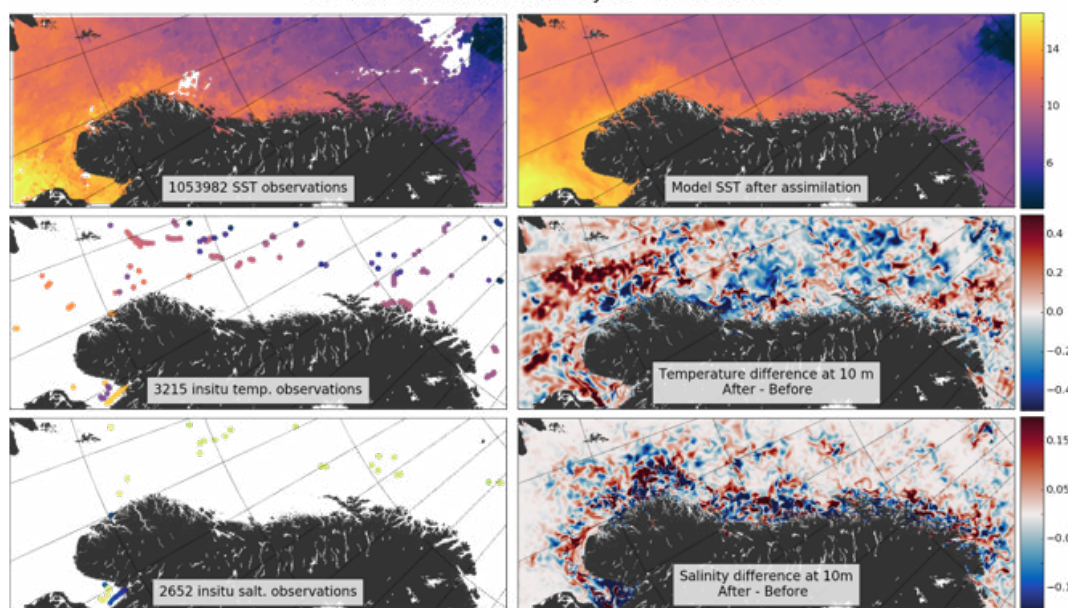 1053982 SST observations
Model SST after assimilation
14
10
6
3215 insitu temp. observations
Temperature difference at 10 m
After - Before
0.4
0.2
0.0
2652 insitu salt. observations
Salinity difference at 10m
After - Before
0.15
0.05